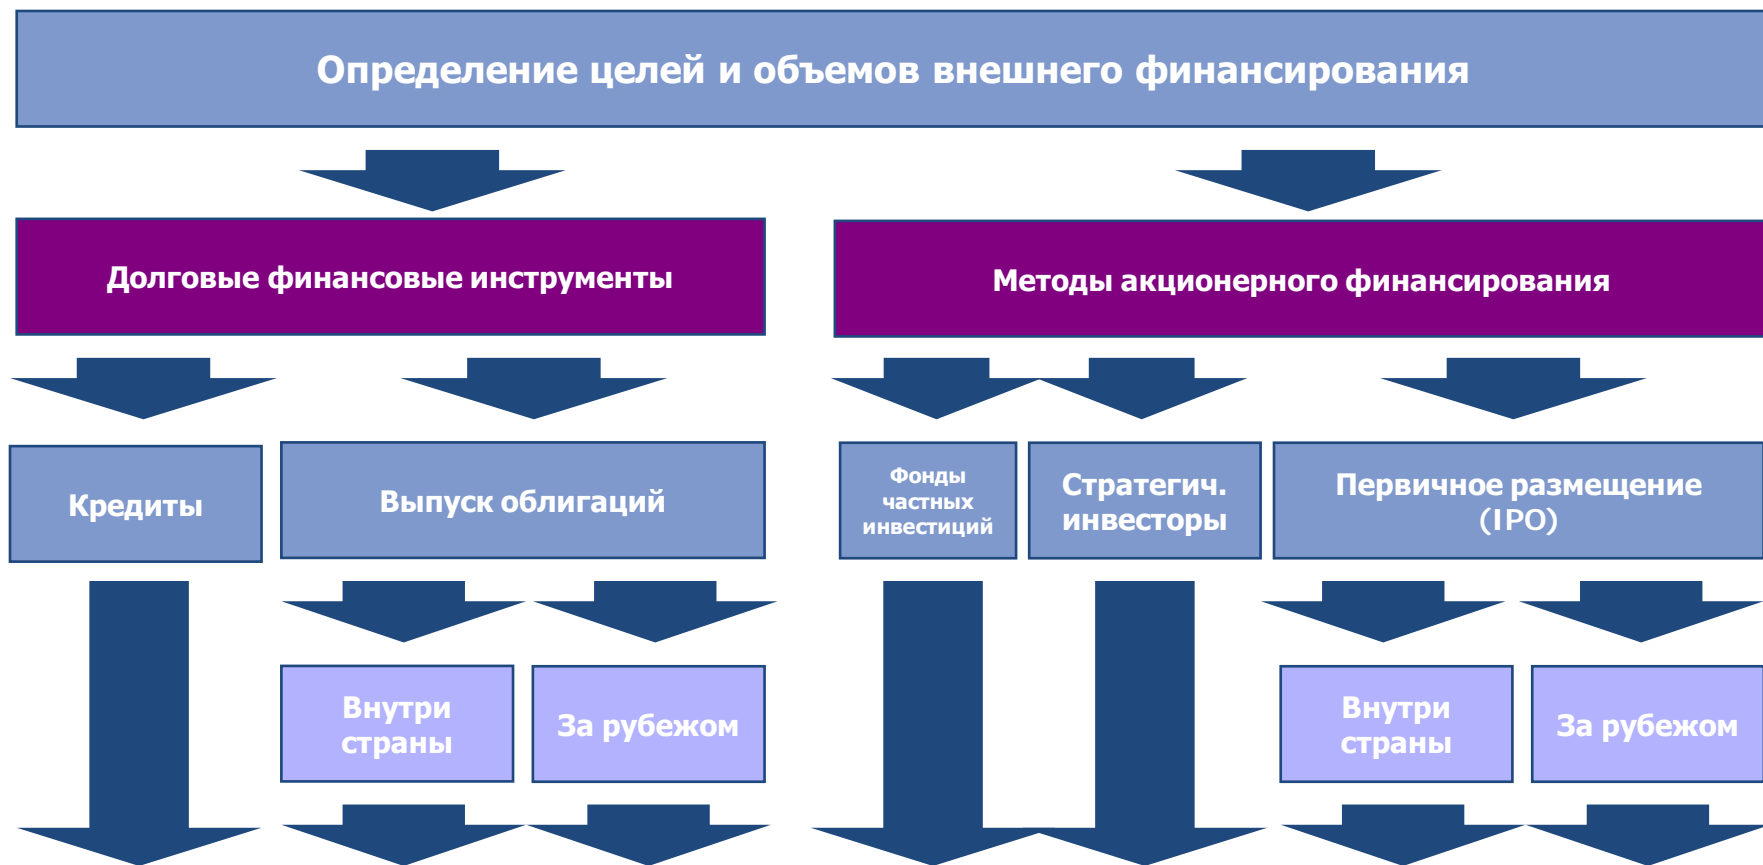 Определение целей и объемов внешнего финансирования
Долговые финансовые инструменты
Методы акционерного финансирования
Кредиты
Выпуск облигаций
Фонды
частных
инвестиций
Стратегич.
инвесторы
Первичное размещение
(IPO)
Внутри
страны
За рубежом
Внутри
страны
За рубежом